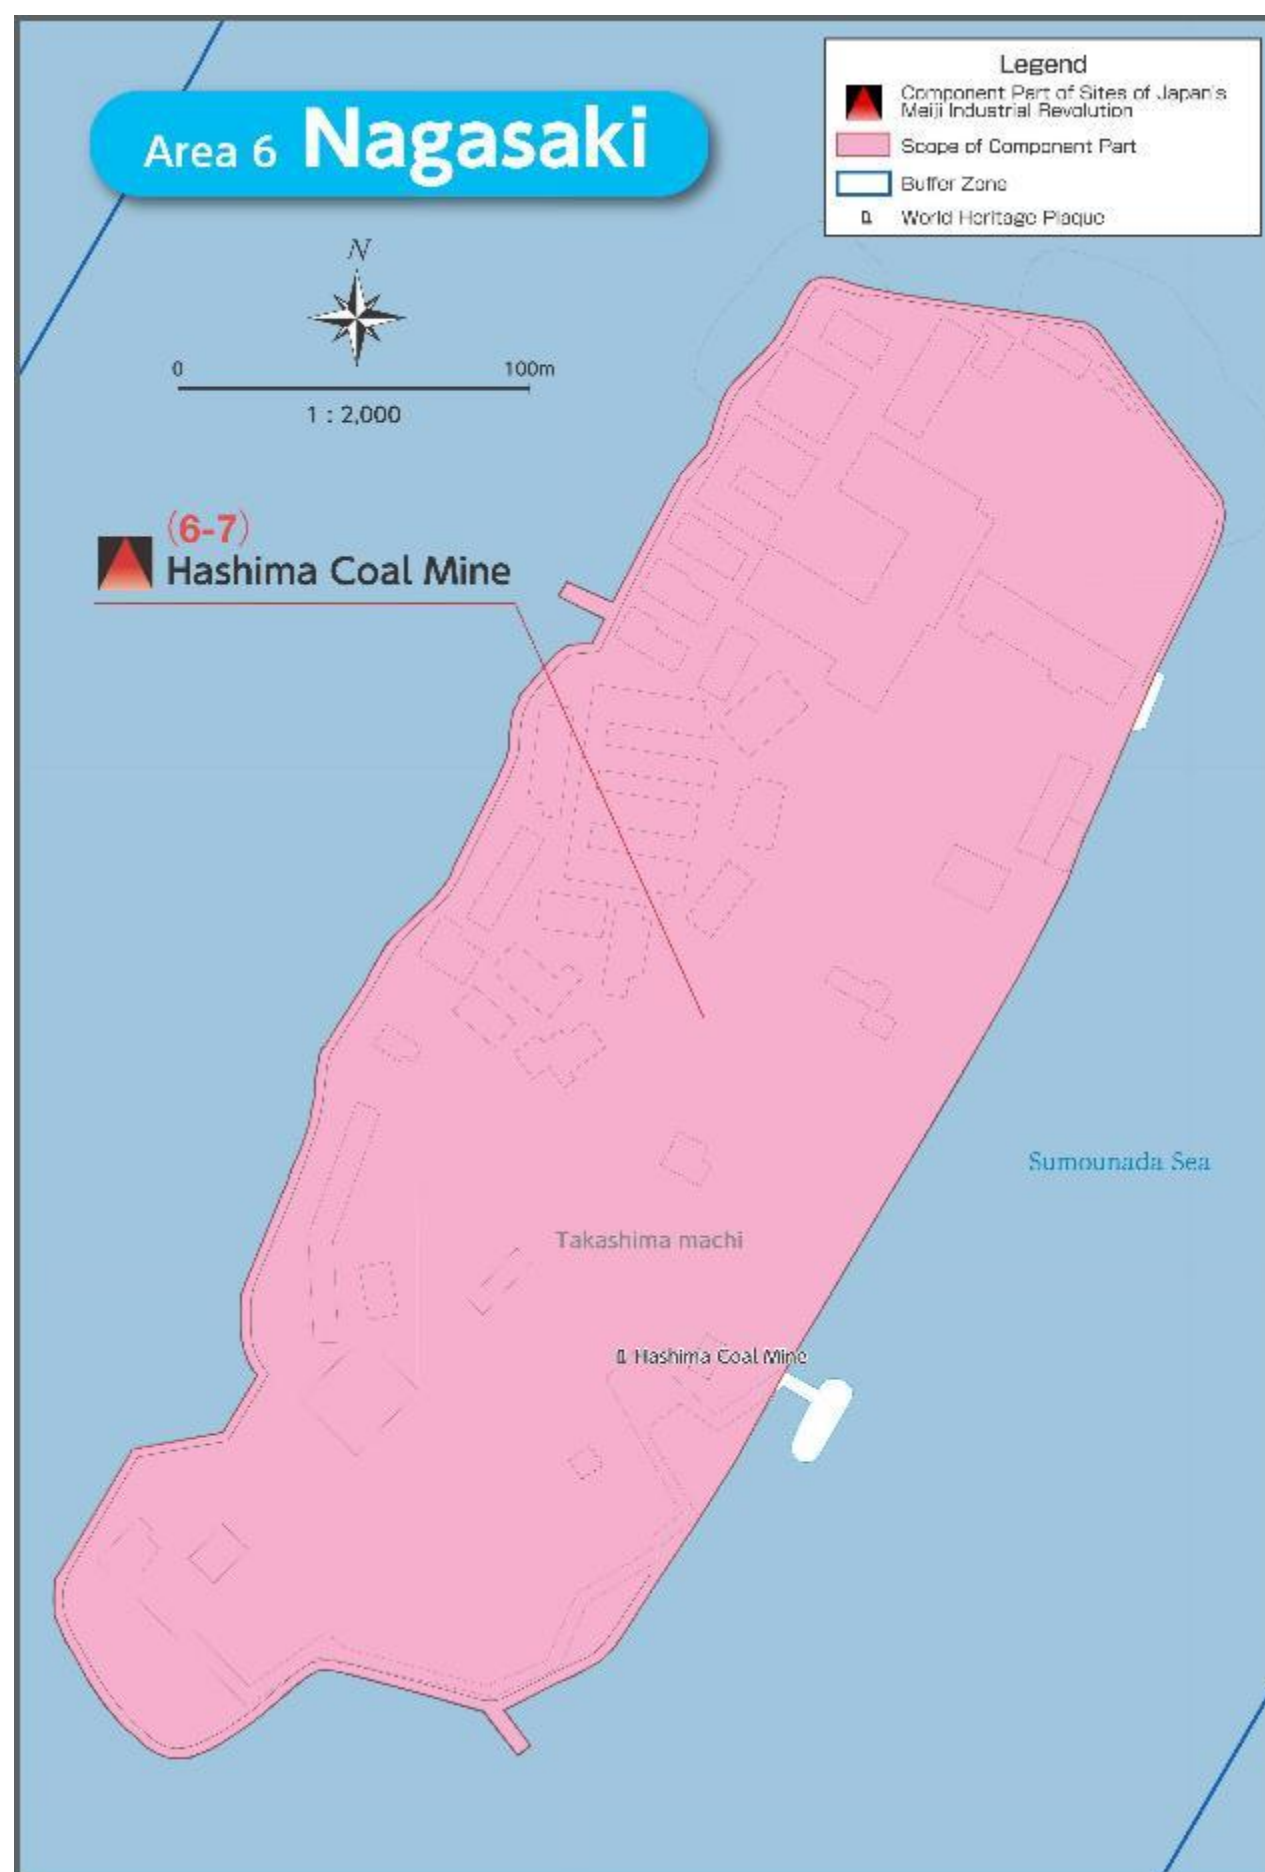 Area 6 Nagasaki
Legend
Component Part of Sites of Japan's
Meiji Industrial Revolution
Scope of Component Part
Buffer Zone
World Heritage Plaque
N
0 100m
1 : 2,000
(6-7)
Hashima Coal Mine
Sumounada Sea
Takashima machi
Hashima Coal Mine